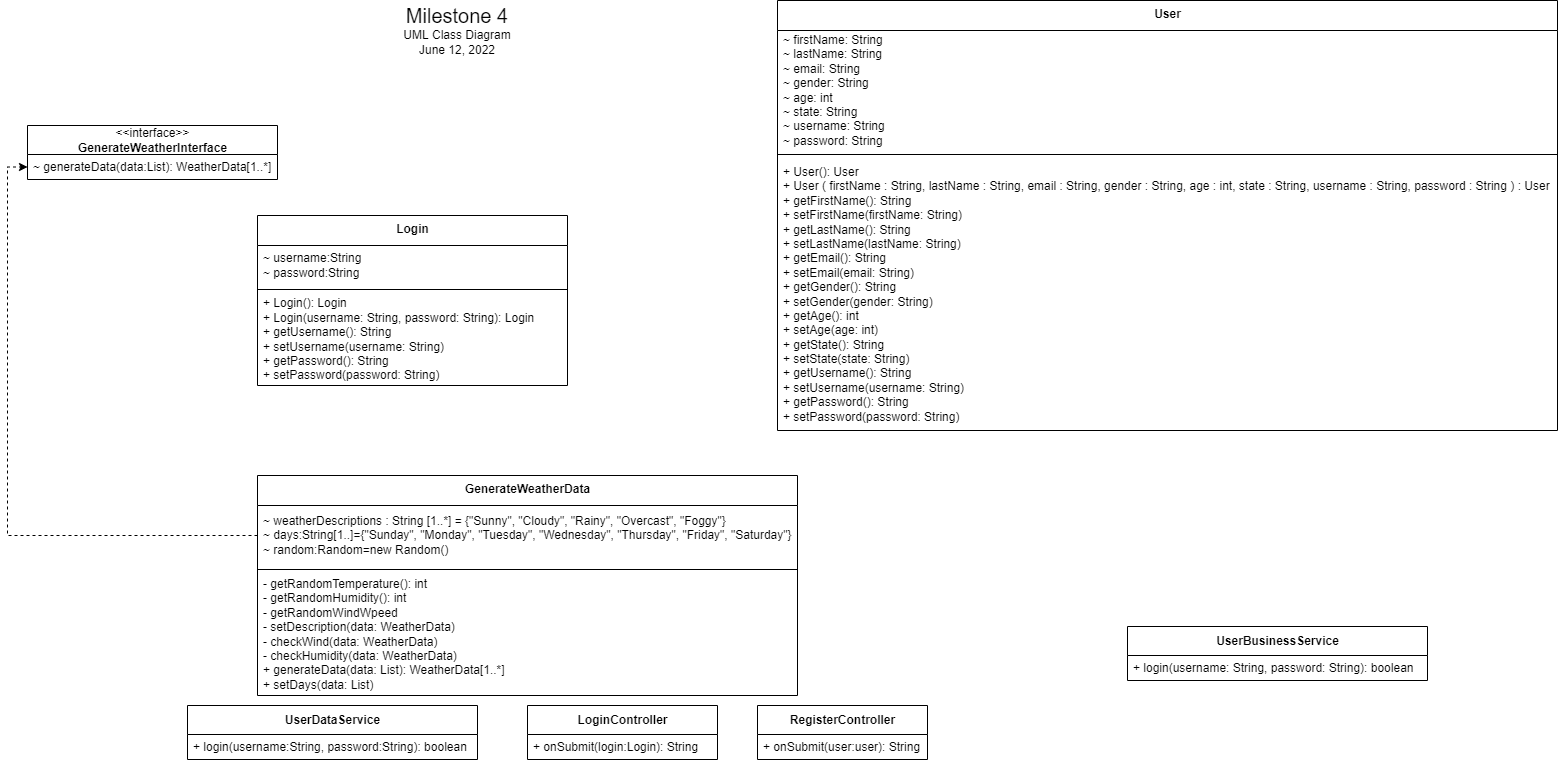 Milestone 4
UML Class Diagram
June 12, 2022
User
~ firstName: String
~ lastName: String
~ email: String
~ gender: String
~ age: int
~ state: String
~ username: String
~ password: String
+ User(): User
+ User ( firstName : String, lastName : String, email : String, gender : String, age : int, state : String, username : String, password : String ) : User
+ getFirstName(): String
+ setFirstName(firstName: String)
+ getLastName(): String
+ setLastName(lastName: String)
+ getEmail(): String
+ setEmail(email: String)
+ getGender(): String
+ setGender(gender: String)
+ getAge(): int
+ setAge(age: int)
+ getState(): String
+ setState(state: String)
+ getUsername(): String
+ setUsername(username: String)
+ getPassword(): String
+ setPassword(password: String)
<<interface>>
GenerateWeatherInterface
~ generateData(data:List): WeatherData[1..*]
Login
~ username:String
~ password:String
+ Login(): Login
+ Login(username: String, password: String): Login
+ getUsername(): String
+ setUsername(username: String)
+ getPassword(): String
+ setPassword(password: String)
GenerateWeatherData
~ weatherDescriptions : String [1..*] = {"Sunny", "Cloudy", "Rainy", "Overcast", "Foggy"}
~ days:String[1..]={"Sunday", "Monday", "Tuesday", "Wednesday", "Thursday", "Friday", "Saturday"}
~ random:Random=new Random()
- getRandomTemperature(): int
- getRandomHumidity(): int
- getRandomWindWpeed
- setDescription(data: WeatherData)
- checkWind(data: WeatherData)
- checkHumidity(data: WeatherData)
+ generateData(data: List): WeatherData[1..*]
+ setDays(data: List)
UserBusinessService
+ login(username: String, password: String): boolean
UserDataService
+ login(username:String, password:String): boolean
LoginController
+ onSubmit(login:Login): String
RegisterController
+ onSubmit(user:user): String